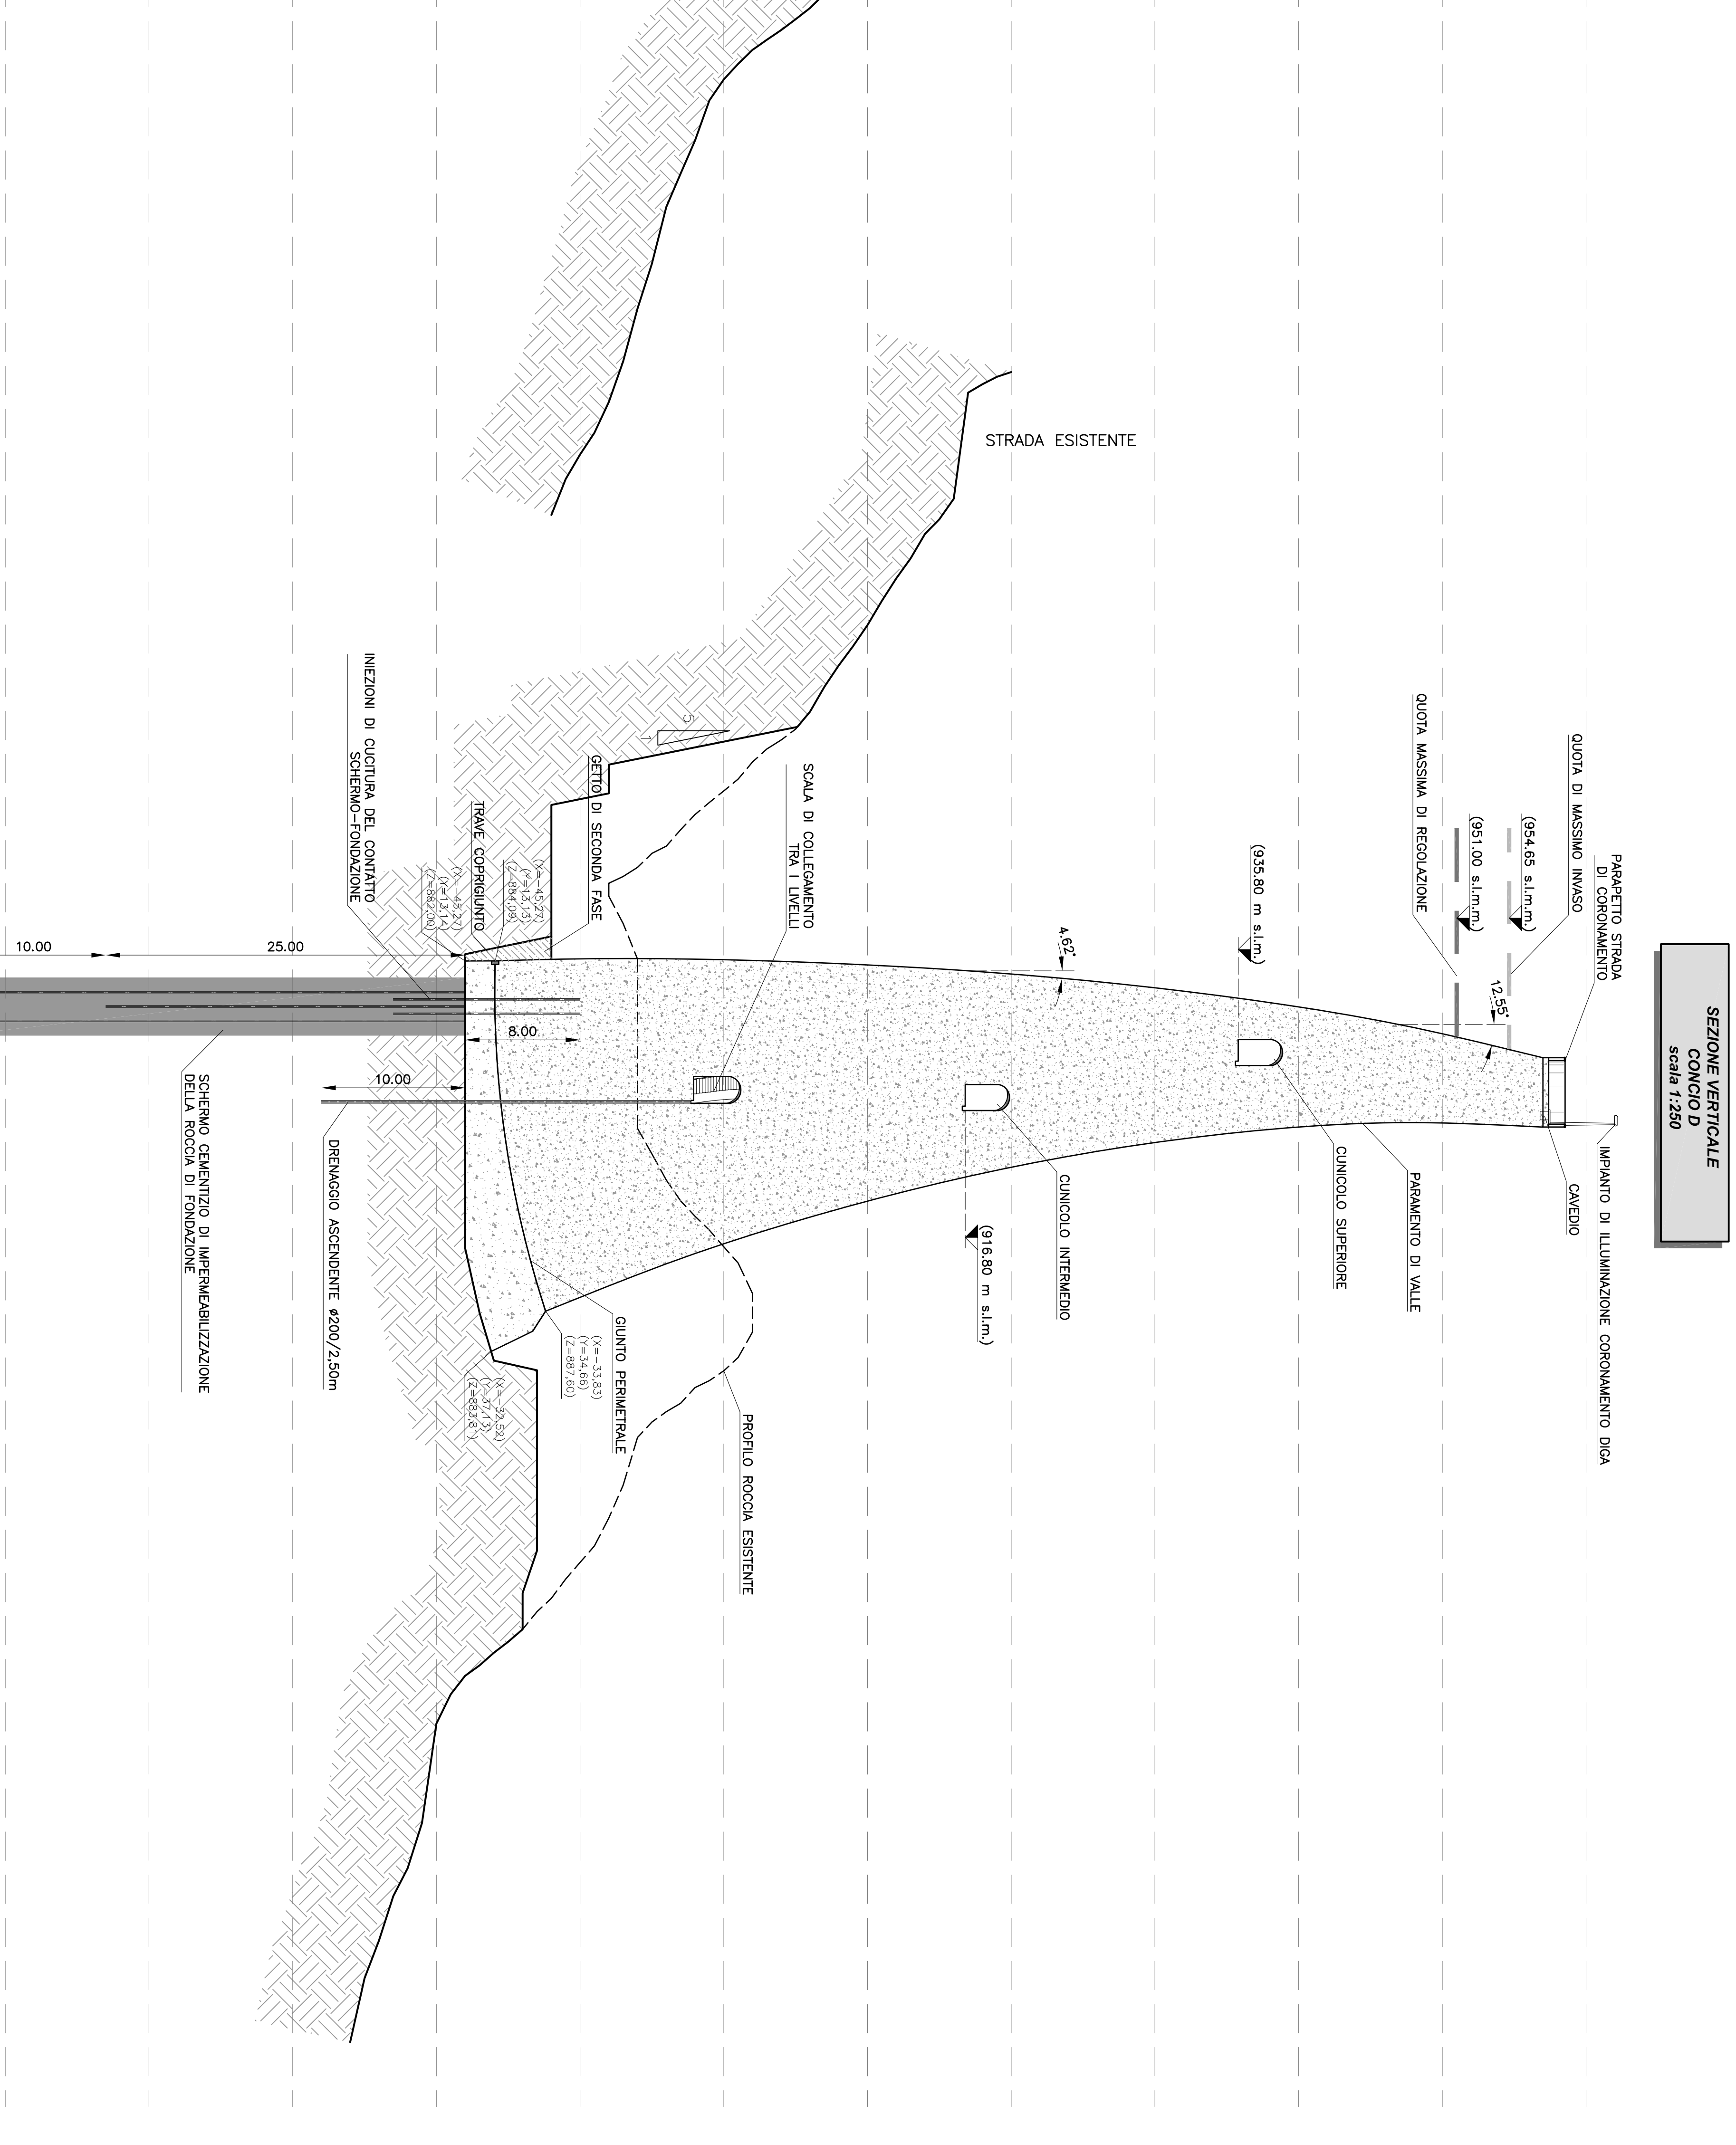 SEZIONE VERTICALE
CONCIO D
scala 1:250
PARAPETTO STRADA
DI CORONAMENTO
IMPIANTO DI ILLUMINAZIONE CORONAMENTO DIGA
QUOTA DI MASSIMO INVASO
CAVEDIO
(954.65 s.l.m.m.)
12.55°
(951.00 s.l.m.m.)
QUOTA MASSIMA DI REGOLAZIONE
PARAMENTO DI VALLE
CUNICOLO SUPERIORE
(935.80 m s.l.m.)
4.62°
CUNICOLO INTERMEDIO
(916.80 m s.l.m.)
STRADA ESISTENTE
SCALA DI COLLEGAMENTO
TRA I LIVELLI
PROFILO ROCCIA ESISTENTE
5
1
GETTO DI SECONDA FASE
GIUNTO PERIMETRALE
(X=-33,83)
(Y=34,66)
(Z=887,60)
(X=-45,27)
(Y=13,13)
(Z=884,09)
8.00
TRAVE COPRIGIUNTO
(X=-32,52)
(Y=37,13)
(Z=883,81)
(X=-45,27)
(Y=13,14)
(Z=882,00)
10.00
INIEZIONI DI CUCITURA DEL CONTATTO
SCHERMO-FONDAZIONE
DRENAGGIO ASCENDENTE ø200/2,50m
25.00
SCHERMO CEMENTIZIO DI IMPERMEABILIZZAZIONE
DELLA ROCCIA DI FONDAZIONE
10.00